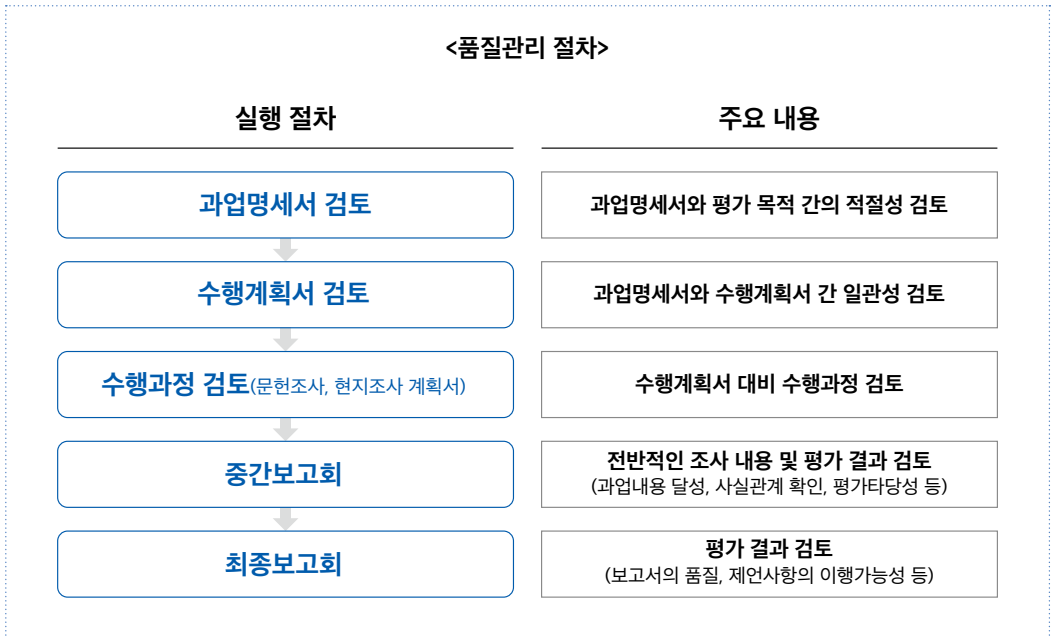 <품질관리 절차>
실행 절차
주요 내용
과업명세서 검토
과업명세서와 평가 목적 간의 적절성 검토
수행계획서 검토
과업명세서와 수행계획서 간 일관성 검토
수행과정 검토(문헌조사, 현지조사 계획서)
수행계획서 대비 수행과정 검토
중간보고회
전반적인 조사 내용 및 평가 결과 검토
(과업내용 달성, 사실관계 확인, 평가타당성 등)
최종보고회
평가 결과 검토
(보고서의 품질, 제언사항의 이행가능성 등)